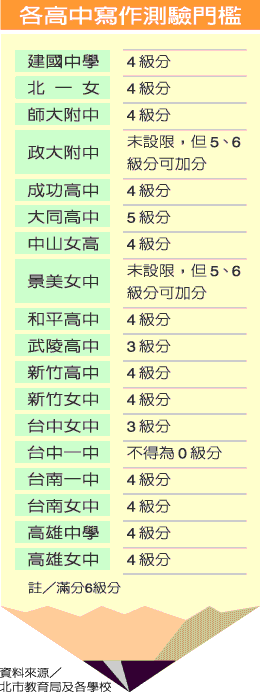 各高中寫作測驗門檻
建國中學 4級分
北一女 4級分
師大附中 4級分
政大附中 未設限，但5、6
級分可加分
成功高中 4級分
大同高中 5級分
中山女高 4級分
景美女中 未設限，但5、6
級分可加分
和平高中 4級分
武陵高中 3級分
新竹高中 4級分
新竹女中 4級分
台中女中 3級分
台中一中 不得為0級分
台南一中 4級分
台南女中 4級分
高雄中學 4級分
高雄女中 4級分
註／滿分6級分
資料來源／
北市教育局及各學校